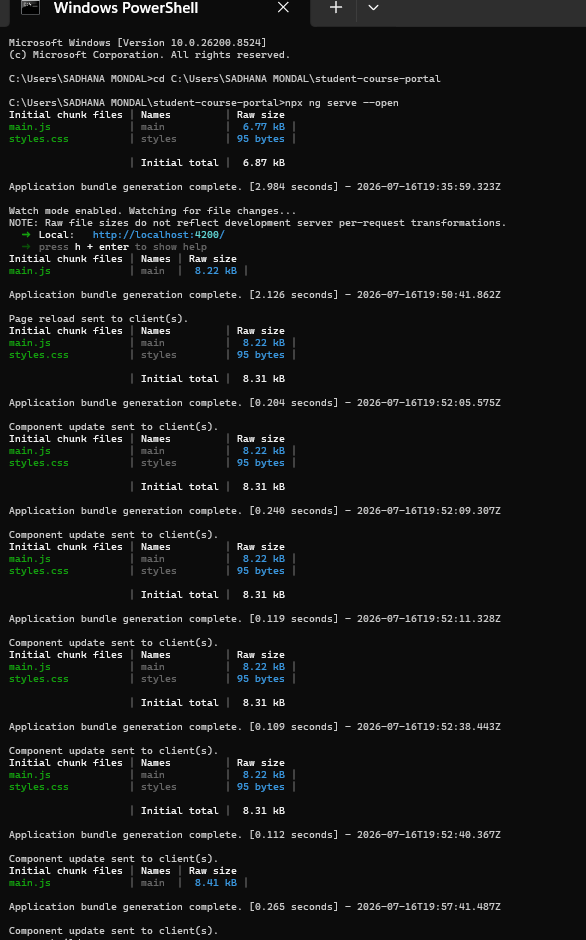 Windows PowerShell
Microsoft Windows [Version 10.0.26200.8524]
(c) Microsoft Corporation. All rights reserved.
C:\Users\SADHANA MONDAL>cd C:\Users\SADHANA MONDAL\student-course-portal
C:\Users\SADHANA MONDAL\student-course-portal>npx ng serve --open
Initial chunk files | Names | Raw size
main.js | main | 6.77 kB |
styles.css | styles | 95 bytes |
| Initial total | 6.87 kB
Application bundle generation complete. [2.984 seconds] - 2026-07-16T19:35:59.323Z
Watch mode enabled. Watching for file changes...
NOTE: Raw file sizes do not reflect development server per-request transformations.
➜ Local: http://localhost:4200/
➜ press h + enter to show help
Initial chunk files | Names | Raw size
main.js | main | 8.22 kB |
Application bundle generation complete. [2.126 seconds] - 2026-07-16T19:50:41.862Z
Page reload sent to client(s).
Initial chunk files | Names | Raw size
main.js | main | 8.22 kB |
styles.css | styles | 95 bytes |
| Initial total | 8.31 kB
Application bundle generation complete. [0.204 seconds] - 2026-07-16T19:52:05.575Z
Component update sent to client(s).
Initial chunk files | Names | Raw size
main.js | main | 8.22 kB |
styles.css | styles | 95 bytes |
| Initial total | 8.31 kB
Application bundle generation complete. [0.240 seconds] - 2026-07-16T19:52:09.307Z
Component update sent to client(s).
Initial chunk files | Names | Raw size
main.js | main | 8.22 kB |
styles.css | styles | 95 bytes |
| Initial total | 8.31 kB
Application bundle generation complete. [0.119 seconds] - 2026-07-16T19:52:11.328Z
Component update sent to client(s).
Initial chunk files | Names | Raw size
main.js | main | 8.22 kB |
styles.css | styles | 95 bytes |
| Initial total | 8.31 kB
Application bundle generation complete. [0.109 seconds] - 2026-07-16T19:52:38.443Z
Component update sent to client(s).
Initial chunk files | Names | Raw size
main.js | main | 8.22 kB |
styles.css | styles | 95 bytes |
| Initial total | 8.31 kB
Application bundle generation complete. [0.112 seconds] - 2026-07-16T19:52:40.367Z
Component update sent to client(s).
Initial chunk files | Names | Raw size
main.js | main | 8.41 kB |
Application bundle generation complete. [0.265 seconds] - 2026-07-16T19:57:41.487Z
Component update sent to client(s).